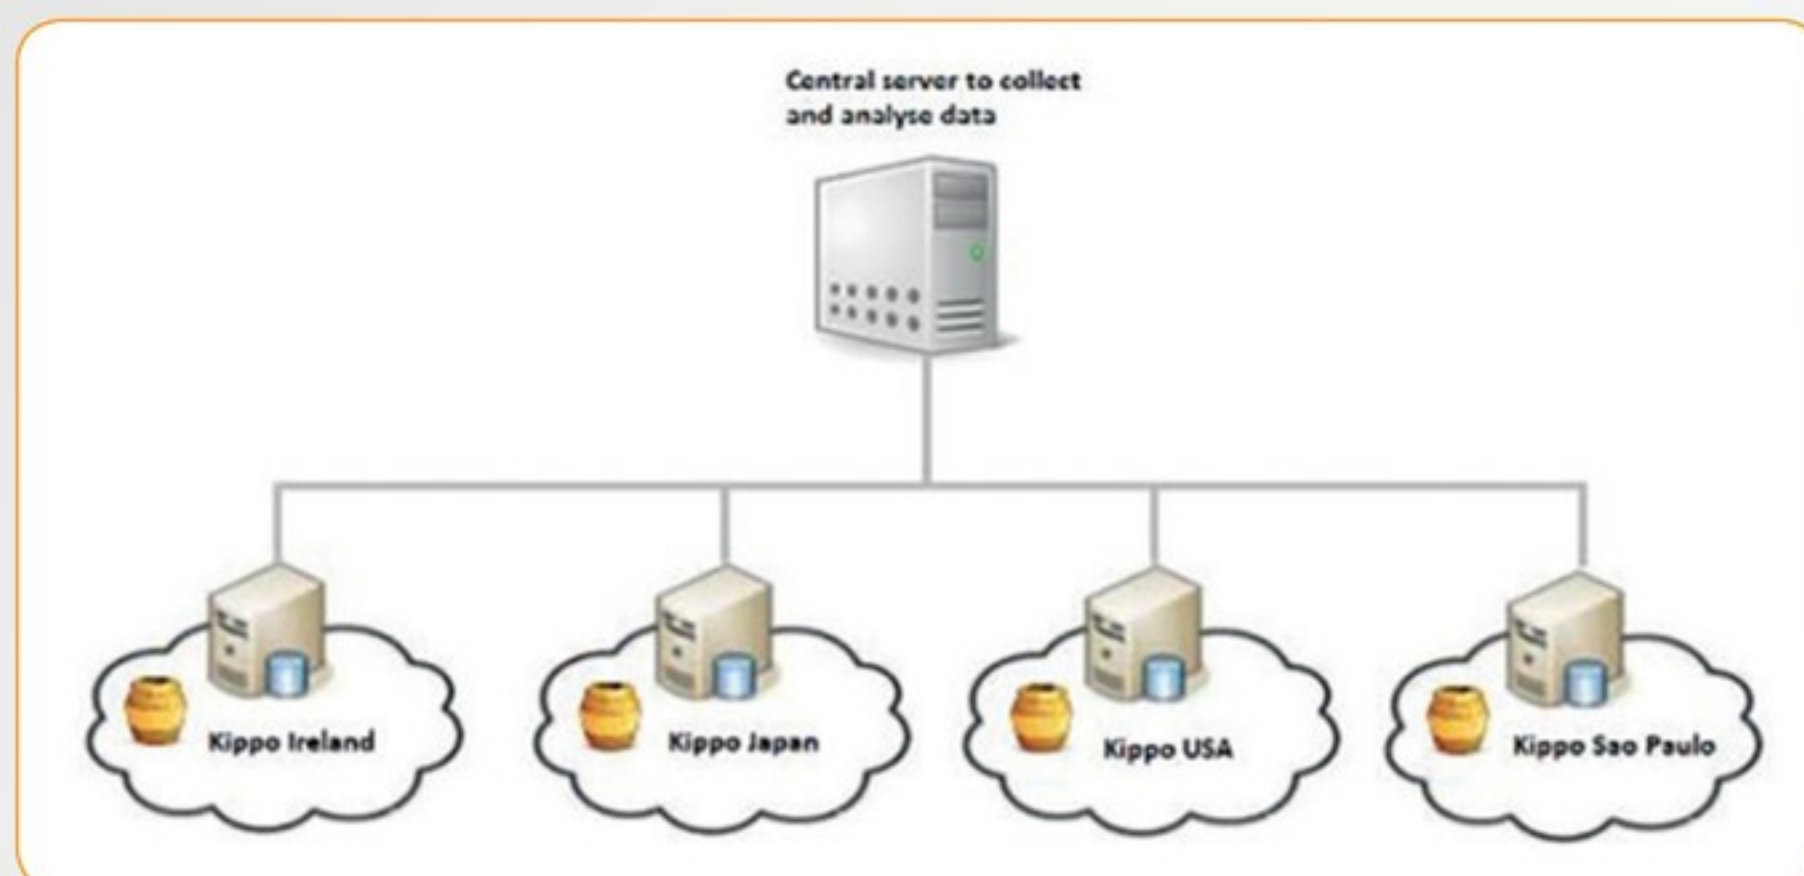 Central server to collect
and analyse data
Kippo Ireland
Kippo Japan
Kippo USA
Kippo Sao Paulo